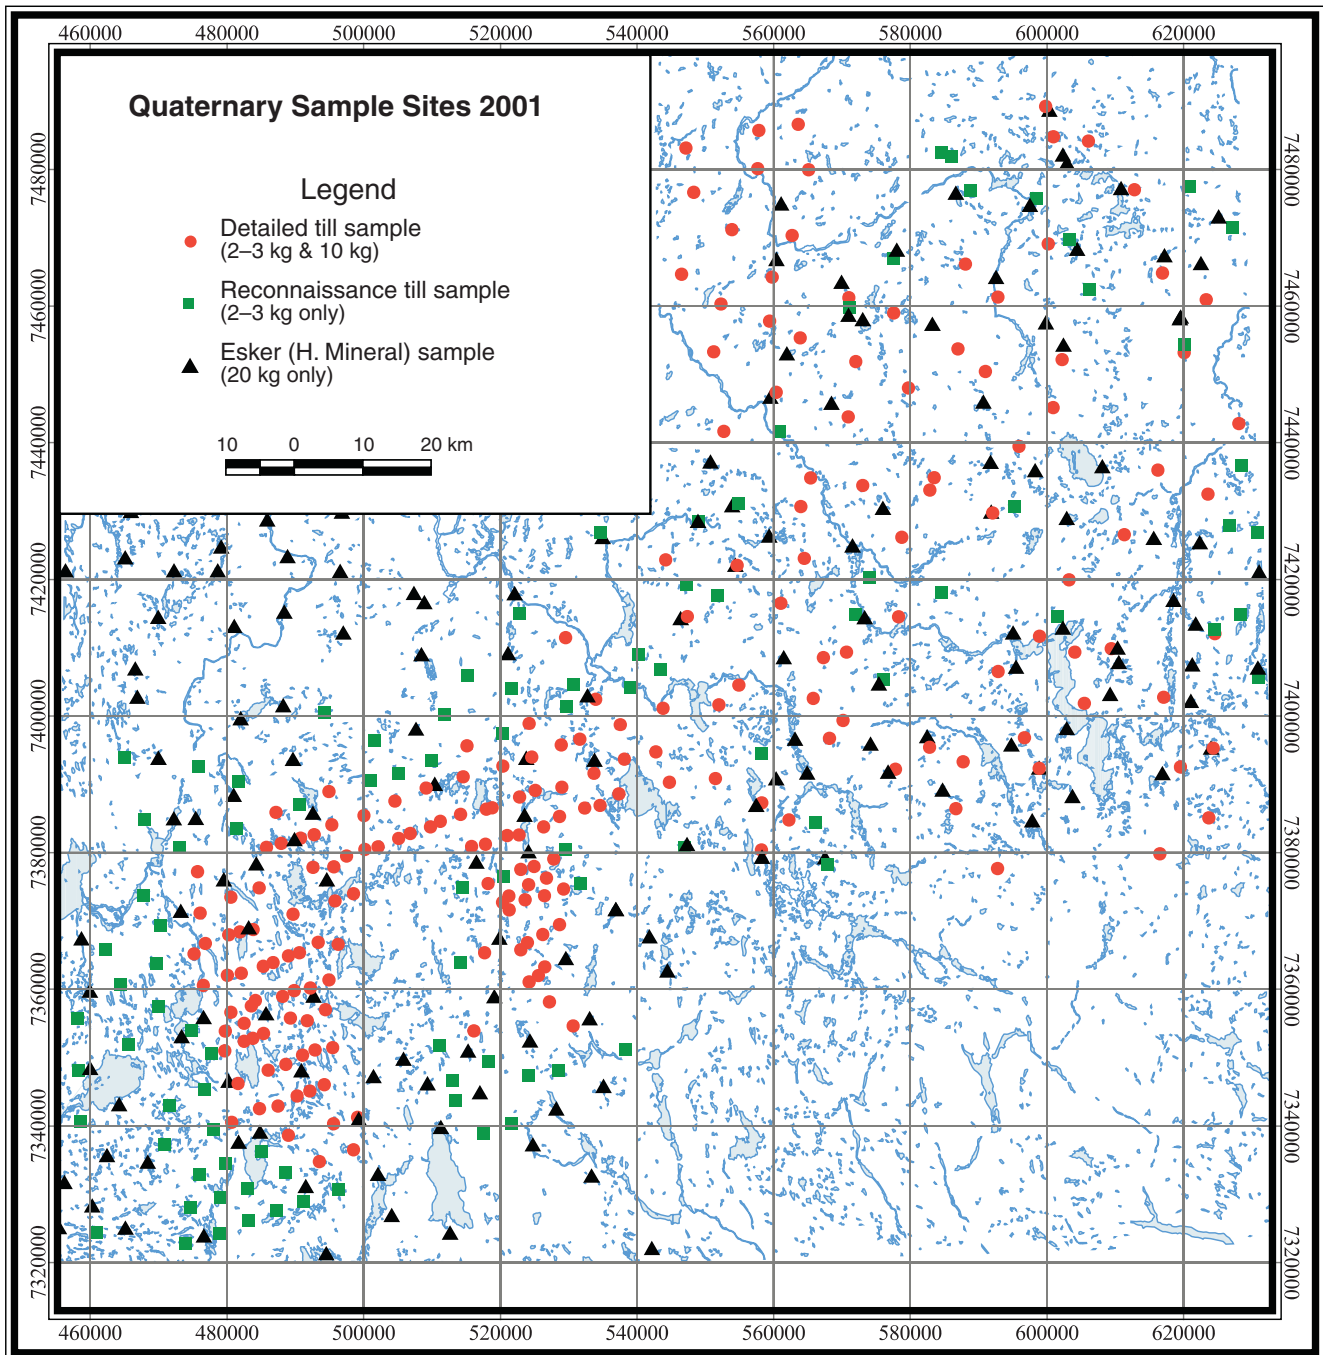 460000 480000 500000 520000 540000 560000 580000 600000 620000
Quaternary Sample Sites 2001
Legend
Detailed till sample
(2–3 kg & 10 kg)
Reconnaissance till sample
(2–3 kg only)
Esker (H. Mineral) sample
(20 kg only)
10 0 10 20 km
7480000 7480000
7460000 7460000
7440000 7440000
7420000 7420000
7400000 7400000
7380000 7380000
7360000 7360000
7340000 7340000
7320000 7320000
460000 480000 500000 520000 540000 560000 580000 600000 620000